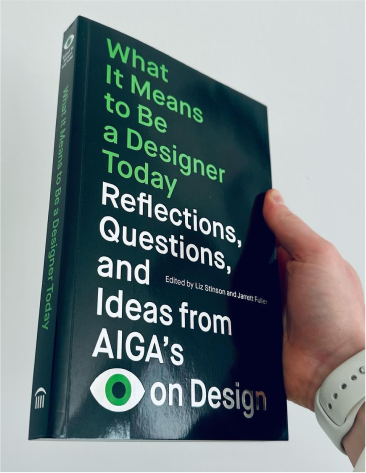 What
It Means
to Be
a Designer
Today
Reflections,
Questions,
and
Edited by Liz Stinson and Jarrett Fuller
Ideas from
AIGA's
on Design
What It Means to Be a Designer Today